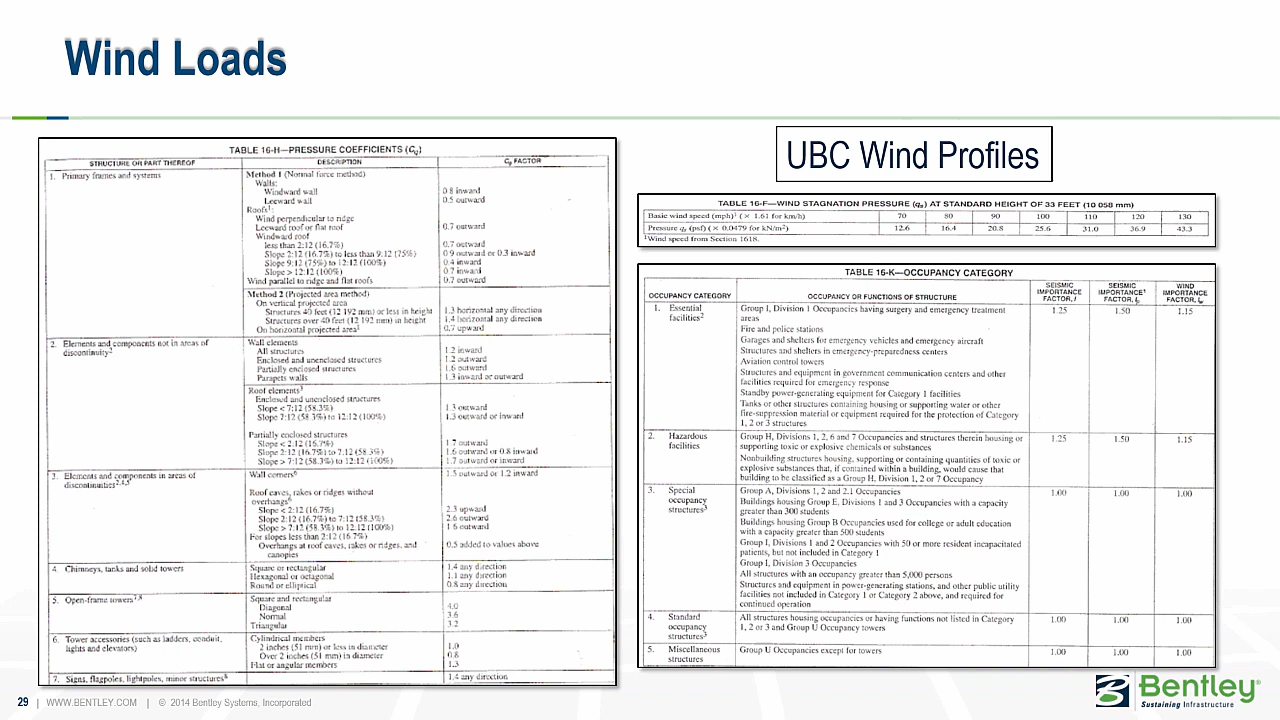 Wind Loads
UBC Wind Profiles
TABLE 16-H—PRESSURE COEFFICIENTS (Cq)
STRUCTURE OR PART THEREOF DESCRIPTION Cq FACTOR
1. Primary frames and systems Method 1 (Normal force method)
Walls:
Windward wall 0.8 inward
Leeward wall 0.5 outward
Roofs1:
Wind perpendicular to ridge
Leeward roof or flat roof 0.7 outward
Windward roof
less than 2:12 (16.7%) 0.7 outward
Slope 2:12 (16.7%) to less than 9:12 (75%) 0.9 outward or 0.3 inward
Slope 9:12 (75%) to 12:12 (100%) 0.4 inward
Slope > 12:12 (100%) 0.7 inward
Wind parallel to ridge and flat roofs 0.7 outward
Method 2 (Projected area method)
On vertical projected area
Structures 40 feet (12 192 mm) or less in height 1.3 horizontal any direction
Structures over 40 feet (12 192 mm) in height 1.4 horizontal any direction
On horizontal projected area1 0.7 upward
2. Elements and components not in areas of discontinuity2 Wall elements
All structures 1.2 inward
Enclosed and unenclosed structures 1.2 outward
Partially enclosed structures 1.6 outward
Parapets walls 1.3 inward or outward
Roof elements3
Enclosed and unenclosed structures
Slope < 7:12 (58.3%) 1.3 outward
Slope 7:12 (58.3%) to 12:12 (100%) 1.3 outward or inward
Partially enclosed structures
Slope < 2:12 (16.7%) 1.7 outward
Slope 2:12 (16.7%) to 7:12 (58.3%) 1.6 outward or 0.8 inward
Slope > 7:12 (58.3%) to 12:12 (100%) 1.7 outward or inward
3. Elements and components in areas of discontinuities2,4,5 Wall corners6 1.5 outward or 1.2 inward
Roof eaves, rakes or ridges without
overhangs6
Slope < 2:12 (16.7%) 2.3 upward
Slope 2:12 (16.7%) to 7:12 (58.3%) 2.6 outward
Slope > 7:12 (58.3%) to 12:12 (100%) 1.6 outward
For slopes less than 2:12 (16.7%)
Overhangs at roof eaves, rakes or ridges, and 0.5 added to values above
canopies
4. Chimneys, tanks and solid towers Square or rectangular 1.4 any direction
Hexagonal or octagonal 1.1 any direction
Round or elliptical 0.8 any direction
5. Open-frame towers7,8 Square and rectangular
Diagonal 4.0
Normal 3.6
Triangular 3.2
6. Tower accessories (such as ladders, conduit, Cylindrical members
lights and elevators) 2 inches (51 mm) or less in diameter 1.0
Over 2 inches (51 mm) in diameter 0.8
Flat or angular members 1.3
7. Signs, flagpoles, lightpoles, minor structures8 1.4 any direction
TABLE 16-F—WIND STAGNATION PRESSURE (qs) AT STANDARD HEIGHT OF 33 FEET (10 058 mm)
Basic wind speed (mph)1 (× 1.61 for km/h) 70 80 90 100 110 120 130
Pressure qs (psf) (× 0.0479 for kN/m2) 12.6 16.4 20.8 25.6 31.0 36.9 43.3
1Wind speed from Section 1618.
TABLE 16-K—OCCUPANCY CATEGORY
OCCUPANCY CATEGORY OCCUPANCY OR FUNCTIONS OF STRUCTURE SEISMIC IMPORTANCE FACTOR, I SEISMIC IMPORTANCE1 FACTOR, Ip WIND IMPORTANCE FACTOR, Iw
1. Essential facilities2 Group I, Division 1 Occupancies having surgery and emergency treatment 1.25 1.50 1.15
areas
Fire and police stations
Garages and shelters for emergency vehicles and emergency aircraft
Structures and shelters in emergency-preparedness centers
Aviation control towers
Structures and equipment in government communication centers and other
facilities required for emergency response
Standby power-generating equipment for Category 1 facilities
Tanks or other structures containing housing or supporting water or other
fire-suppression material or equipment required for the protection of Category
1, 2 or 3 structures
2. Hazardous facilities Group H, Divisions 1, 2, 6 and 7 Occupancies and structures therein housing or 1.25 1.50 1.15
supporting toxic or explosive chemicals or substances
Nonbuilding structures housing, supporting or containing quantities of toxic or
explosive substances that, if contained within a building, would cause that
building to be classified as a Group H, Division 1, 2 or 7 Occupancy
3. Special occupancy structures3 Group A, Divisions 1, 2 and 2.1 Occupancies 1.00 1.00 1.00
Buildings housing Group E, Divisions 1 and 3 Occupancies with a capacity
greater than 300 students
Buildings housing Group B Occupancies used for college or adult education
with a capacity greater than 500 students
Group I, Divisions 1 and 2 Occupancies with 50 or more resident incapacitated
patients, but not included in Category 1
Group I, Division 3 Occupancies
All structures with an occupancy greater than 5,000 persons
Structures and equipment in power-generating stations, and other public utility
facilities not included in Category 1 or Category 2 above, and required for
continued operation
4. Standard occupancy structures3 All structures housing occupancies or having functions not listed in Category 1.00 1.00 1.00
1, 2 or 3 and Group U Occupancy towers
5. Miscellaneous structures Group U Occupancies except for towers 1.00 1.00 1.00
29 | WWW.BENTLEY.COM | © 2014 Bentley Systems, Incorporated
Bentley®
Sustaining Infrastructure